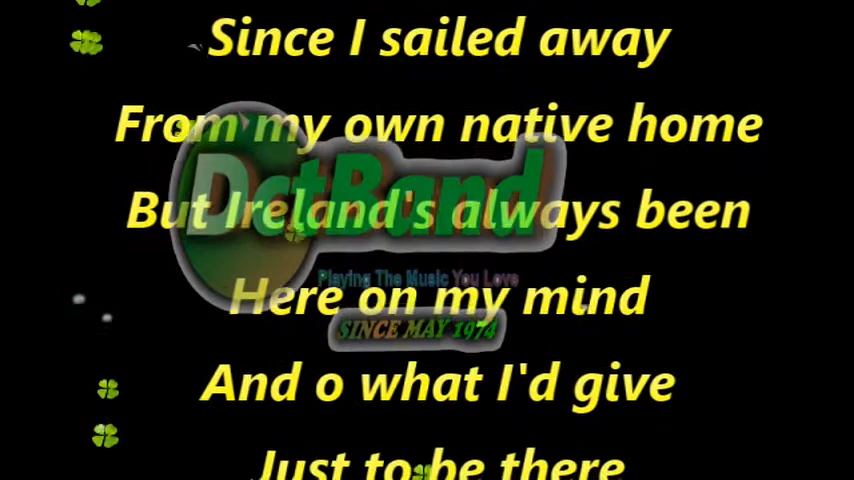 Since I sailed away
From my own native home
DctBand
But Ireland's always been
Playing The Music You Love
Here on my mind
SINCE MAY 1974
And o what I'd give
Just to be there